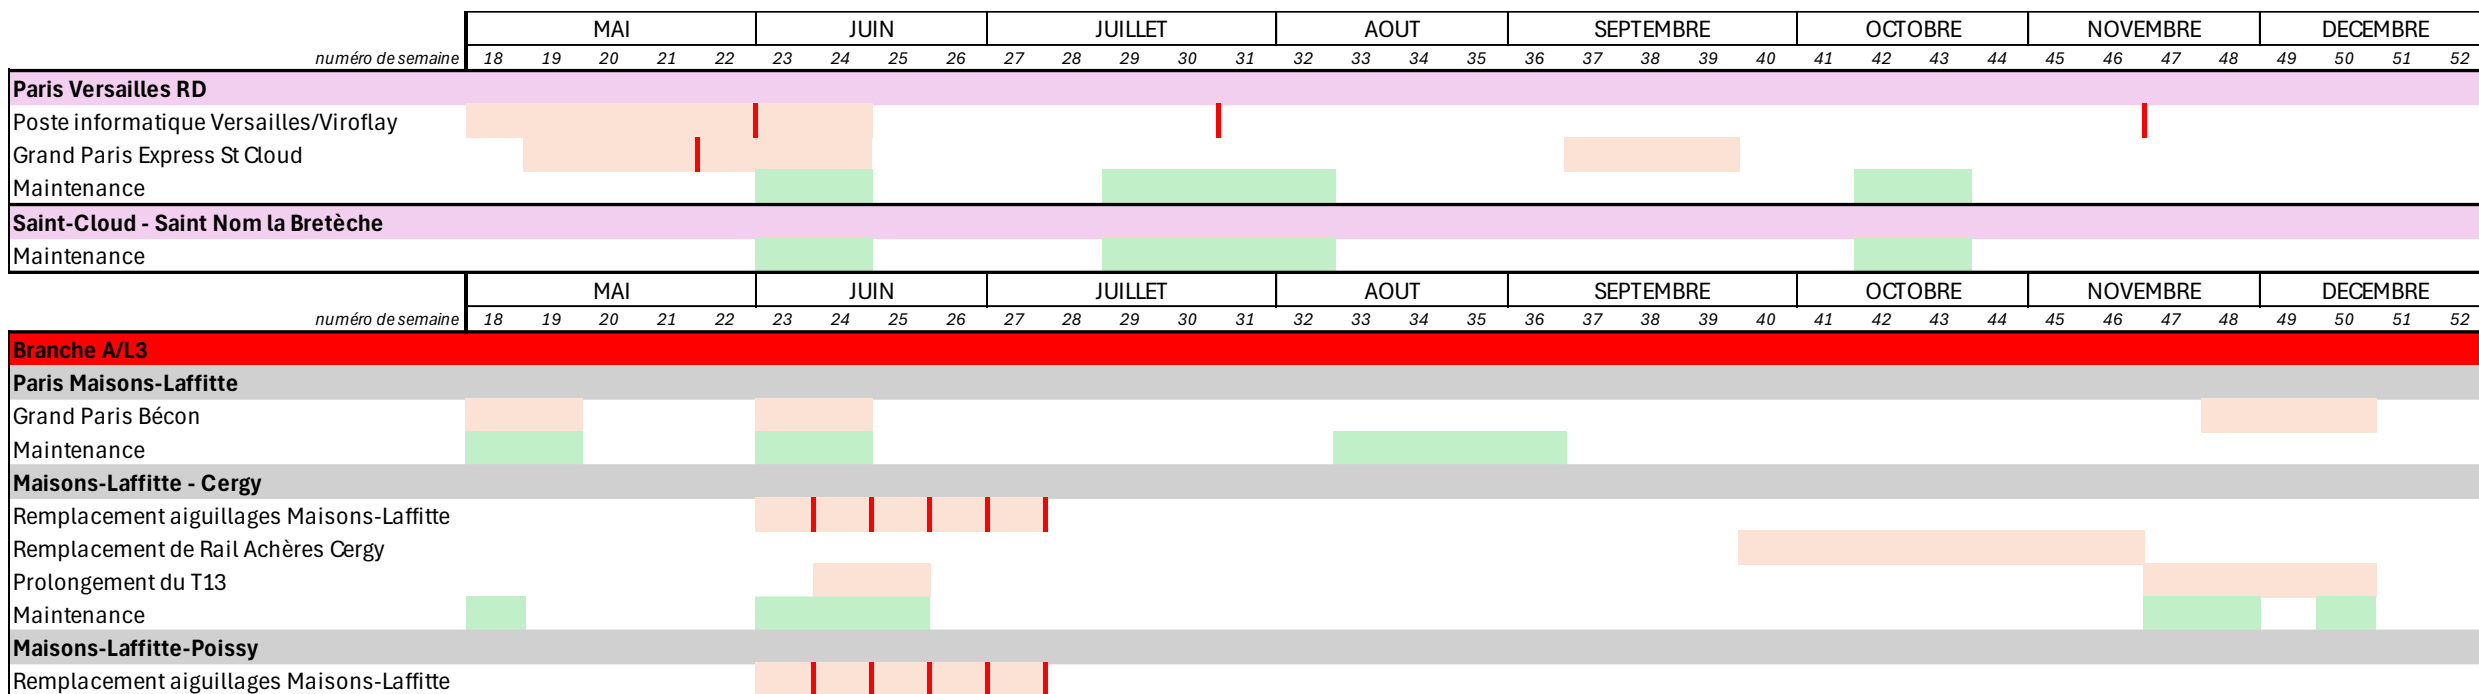 MAI JUIN JUILLET AOUT SEPTEMBRE OCTOBRE NOVEMBRE DECEMBRE
numéro de semaine 18 19 20 21 22 23 24 25 26 27 28 29 30 31 32 33 34 35 36 37 38 39 40 41 42 43 44 45 46 47 48 49 50 51 52
Paris Versailles RD
Poste informatique Versailles/Viroflay
Grand Paris Express St Cloud
Maintenance
Saint-Cloud - Saint Nom la Bretèche
Maintenance
MAI JUIN JUILLET AOUT SEPTEMBRE OCTOBRE NOVEMBRE DECEMBRE
numéro de semaine 18 19 20 21 22 23 24 25 26 27 28 29 30 31 32 33 34 35 36 37 38 39 40 41 42 43 44 45 46 47 48 49 50 51 52
Branche A/L3
Paris Maisons-Laffitte
Grand Paris Bécon
Maintenance
Maisons-Laffitte - Cergy
Remplacement aiguillages Maisons-Laffitte
Remplacement de Rail Achères Cergy
Prolongement du T13
Maintenance
Maisons-Laffitte-Poissy
Remplacement aiguillages Maisons-Laffitte